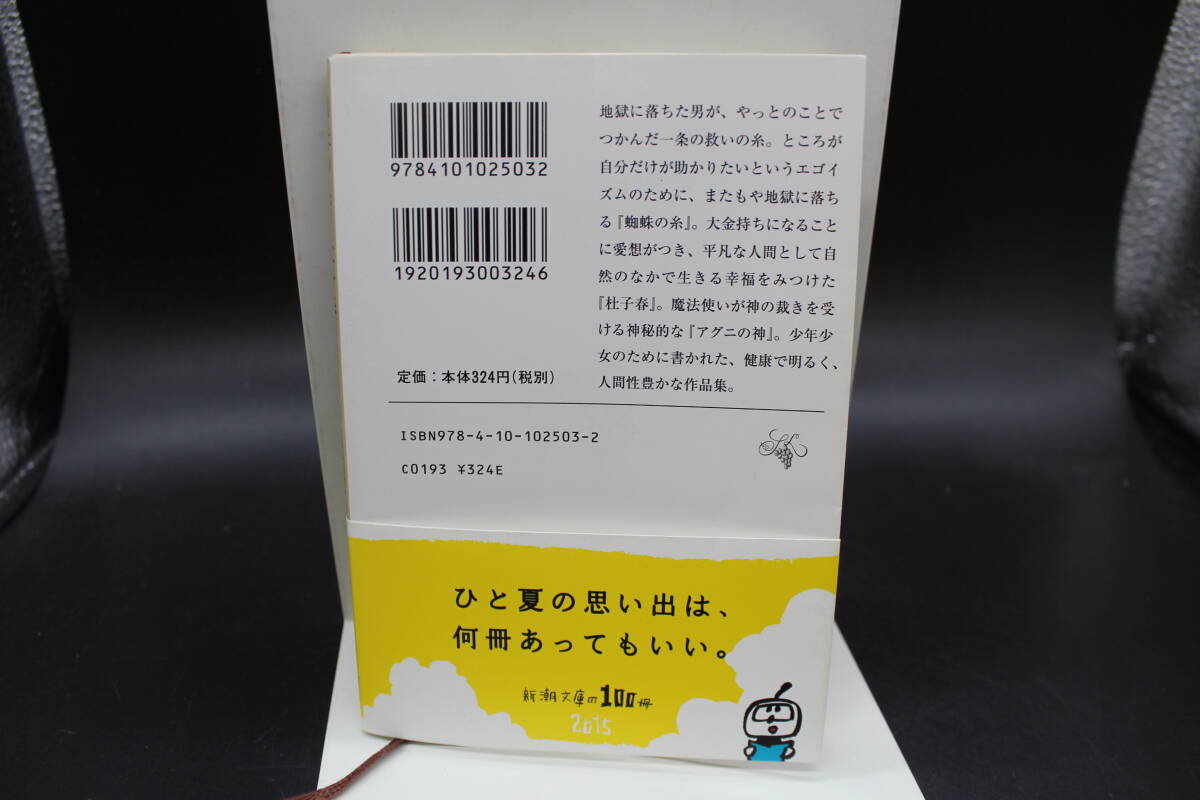 9784101025032
1920193003246
定価：本体324円（税別）
地獄に落ちた男が、やっとのことで
つかんだ一条の救いの糸。ところが
自分だけが助かりたいというエゴイ
ズムのために、またもや地獄に落ち
る『蜘蛛の糸』。大金持ちになること
に愛想がつき、平凡な人間として自
然のなかで生きる幸福をみつけた
『杜子春』。魔法使いが神の裁きを受
ける神秘的な『アグニの神』。少年少
女のために書かれた、健康で明るく、
人間性豊かな作品集。
ISBN978-4-10-102503-2
C0193 ¥324E
ひと夏の思い出は、
何冊あってもいい。
新潮文庫の100冊
2015